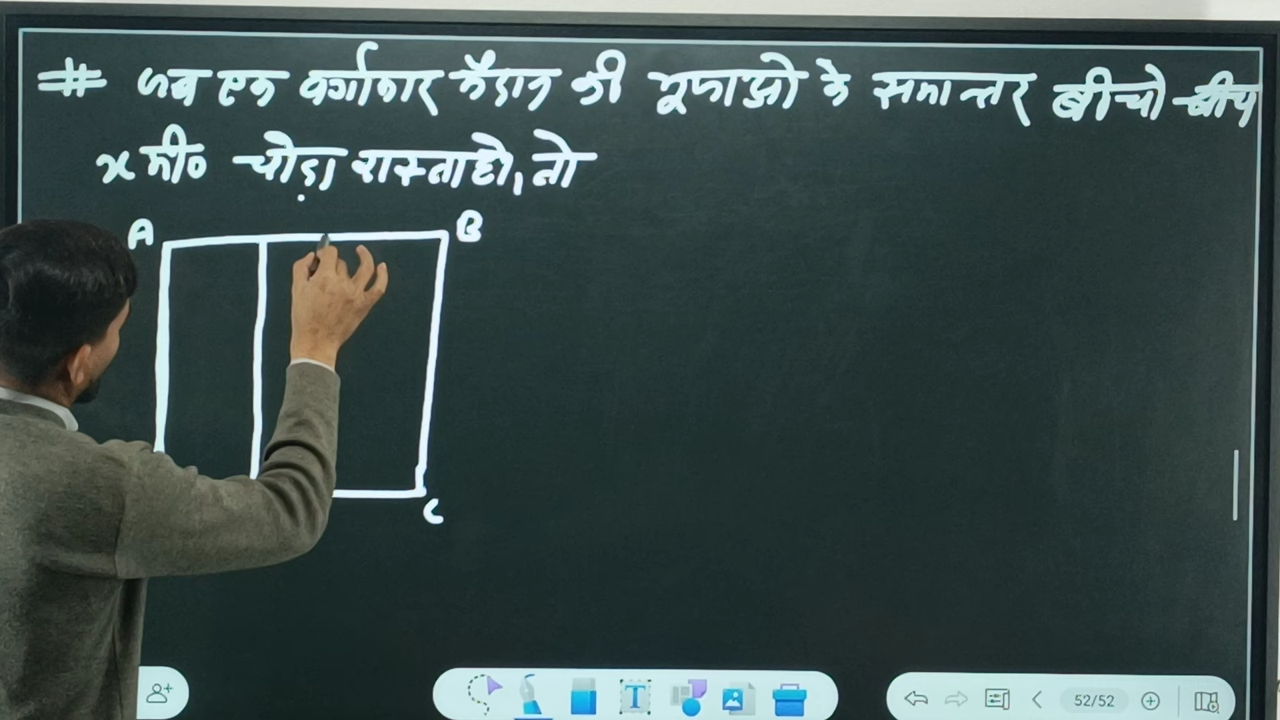 # जब एक वर्गाकार मैदान की भूजाओ के समान्तर बीचो-बीच
x मी० चौड़ा रास्ता हो, तो
A B
C
T
52/52